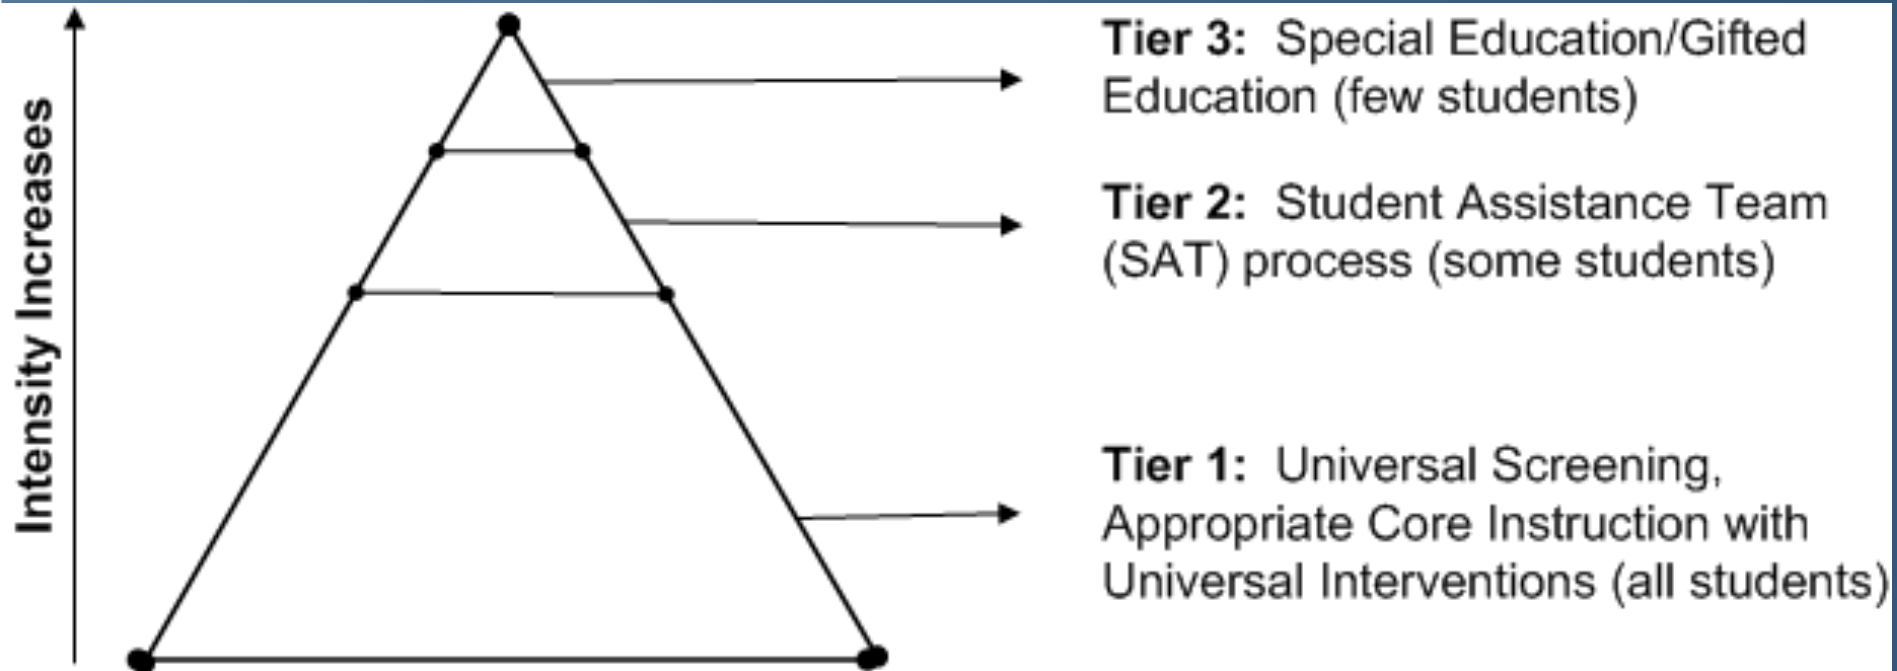 Intensity Increases
Tier 3: Special Education/Gifted
Education (few students)
Tier 2: Student Assistance Team
(SAT) process (some students)
Tier 1: Universal Screening,
Appropriate Core Instruction with
Universal Interventions (all students)